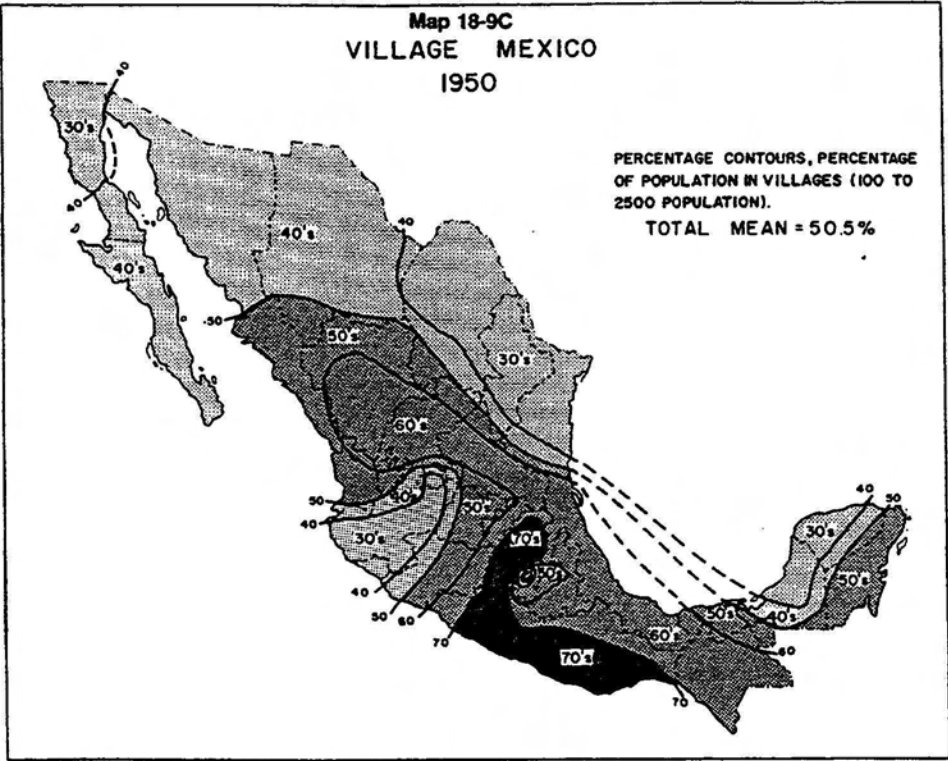 Map 18-9C
VILLAGE MEXICO
1950
PERCENTAGE CONTOURS, PERCENTAGE
OF POPULATION IN VILLAGES (100 TO
2500 POPULATION).
TOTAL MEAN = 50.5%
40
30's
40
40's
40's
40
50
50's
30's
60's
50
40's
50's
40
30's
70's
50's
40
50
60
70
70's
60's
50's
40's
60
70
30's
40
50
50's